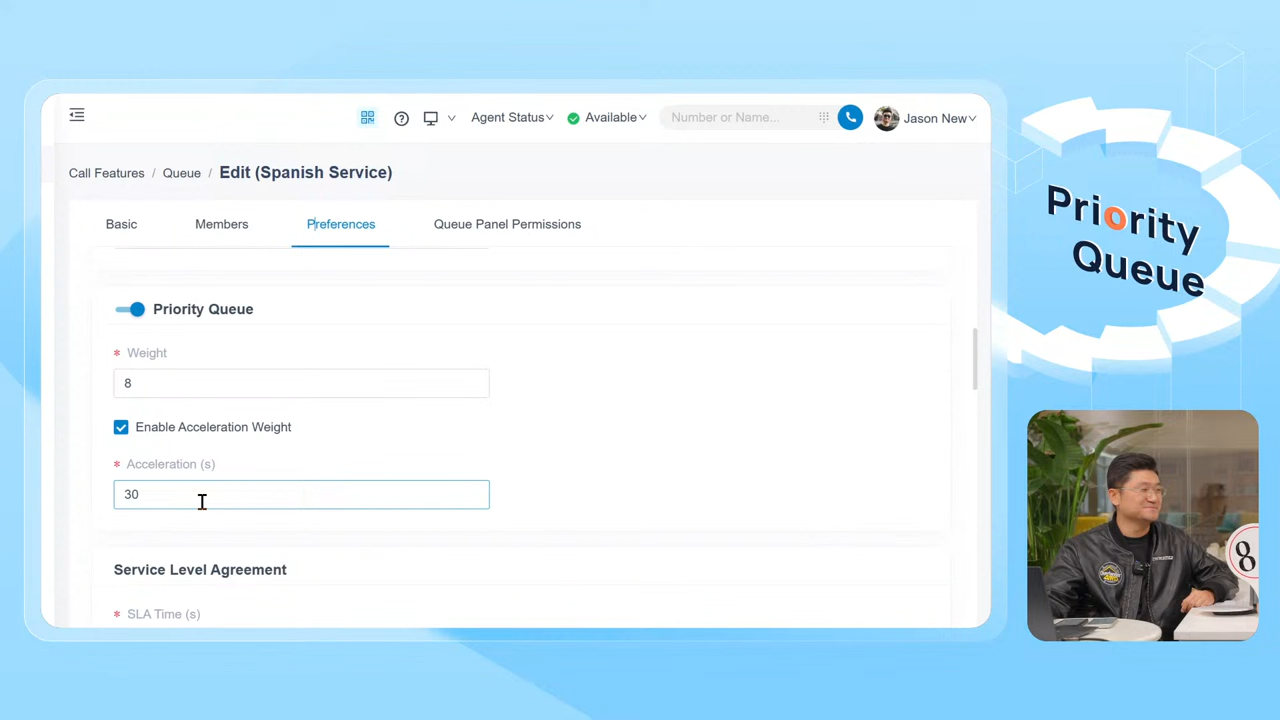 Agent Status
Available
Number or Name...
Jason New
Call Features / Queue / Edit (Spanish Service)
Basic
Members
Preferences
Queue Panel Permissions
Priority Queue
* Weight
8
Enable Acceleration Weight
* Acceleration (s)
30
Service Level Agreement
* SLA Time (s)
Priority
Queue
8